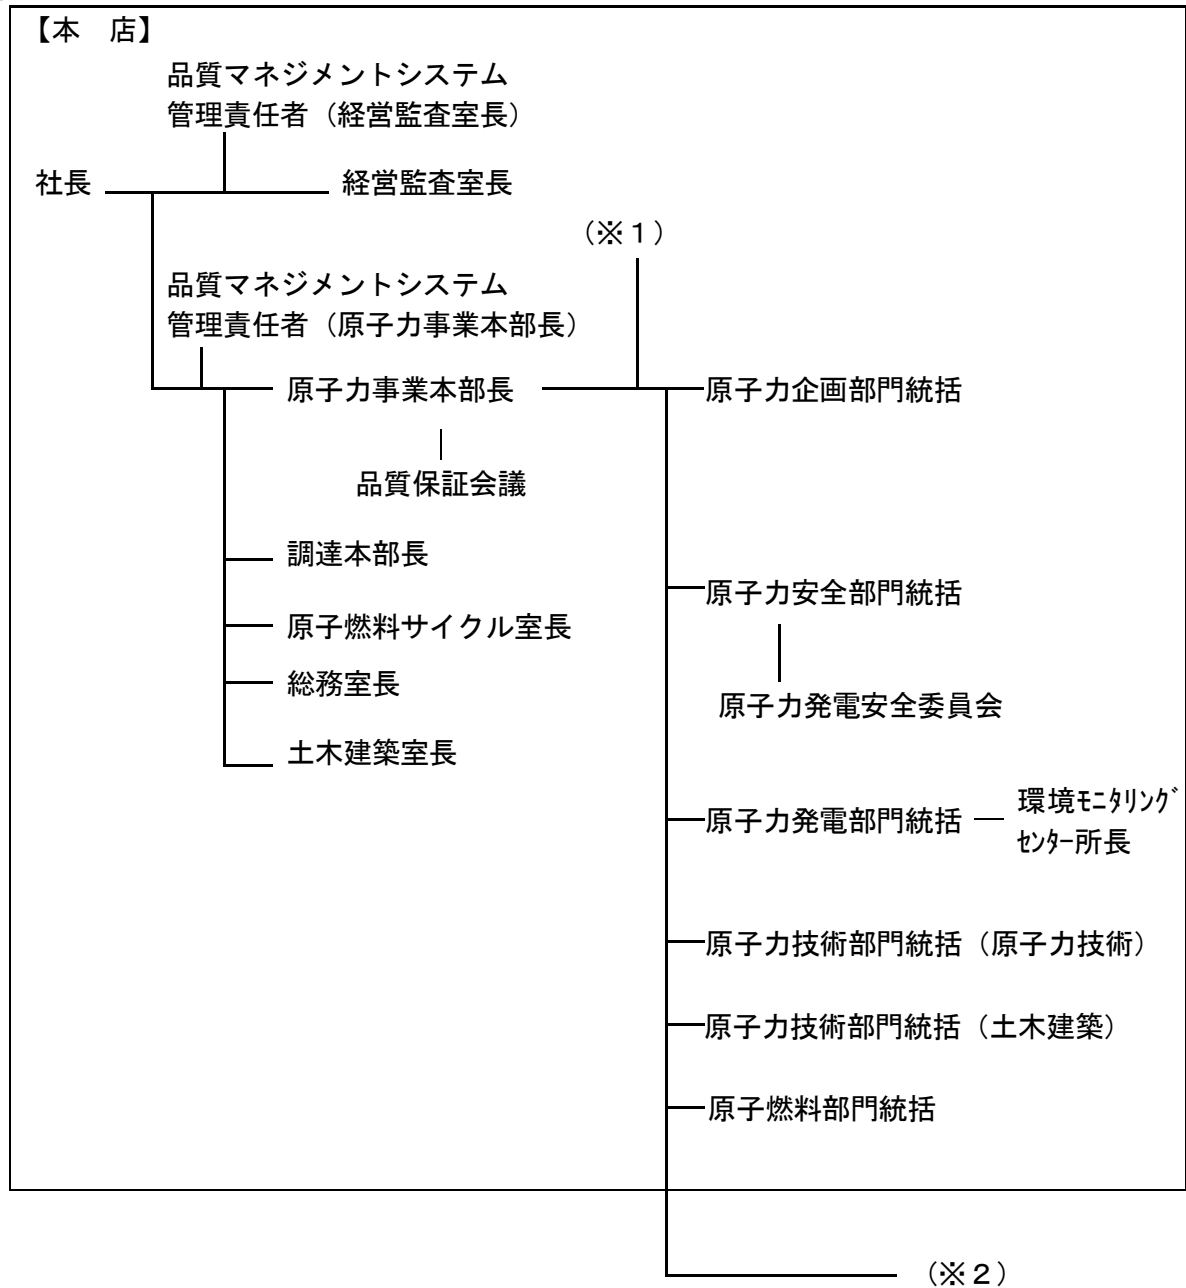 【本　店】
品質マネジメントシステム
管理責任者（経営監査室長）
社長
経営監査室長
（※１）
品質マネジメントシステム
管理責任者（原子力事業本部長）
原子力事業本部長
原子力企画部門統括
品質保証会議
調達本部長
原子力安全部門統括
原子燃料サイクル室長
総務室長
原子力発電安全委員会
土木建築室長
原子力発電部門統括
環境ﾓﾆﾀﾘﾝｸﾞ
ｾﾝﾀｰ所長
原子力技術部門統括（原子力技術）
原子力技術部門統括（土木建築）
原子燃料部門統括
（※２）